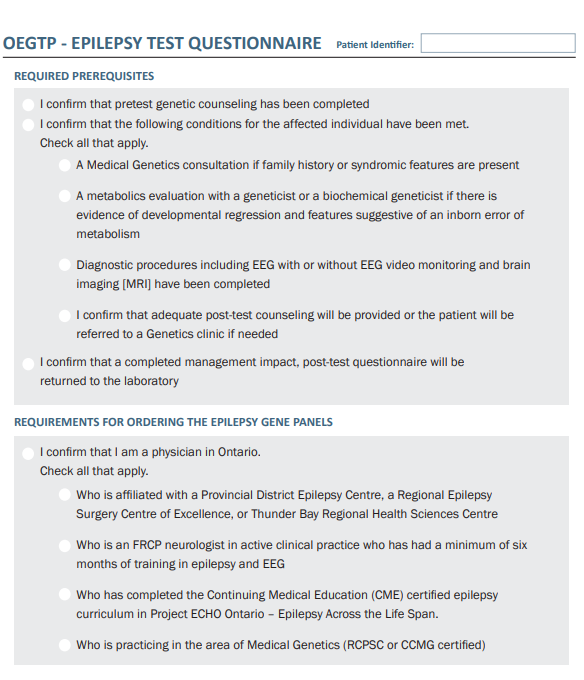 OEGTP - EPILEPSY TEST QUESTIONNAIRE Patient Identifier:
REQUIRED PREREQUISITES
I confirm that pretest genetic counseling has been completed
I confirm that the following conditions for the affected individual have been met.
Check all that apply.
A Medical Genetics consultation if family history or syndromic features are present
A metabolics evaluation with a geneticist or a biochemical geneticist if there is
evidence of developmental regression and features suggestive of an inborn error of
metabolism
Diagnostic procedures including EEG with or without EEG video monitoring and brain
imaging [MRI] have been completed
I confirm that adequate post-test counseling will be provided or the patient will be
referred to a Genetics clinic if needed
I confirm that a completed management impact, post-test questionnaire will be
returned to the laboratory
REQUIREMENTS FOR ORDERING THE EPILEPSY GENE PANELS
I confirm that I am a physician in Ontario.
Check all that apply.
Who is affiliated with a Provincial District Epilepsy Centre, a Regional Epilepsy
Surgery Centre of Excellence, or Thunder Bay Regional Health Sciences Centre
Who is an FRCP neurologist in active clinical practice who has had a minimum of six
months of training in epilepsy and EEG
Who has completed the Continuing Medical Education (CME) certified epilepsy
curriculum in Project ECHO Ontario – Epilepsy Across the Life Span.
Who is practicing in the area of Medical Genetics (RCPSC or CCMG certified)